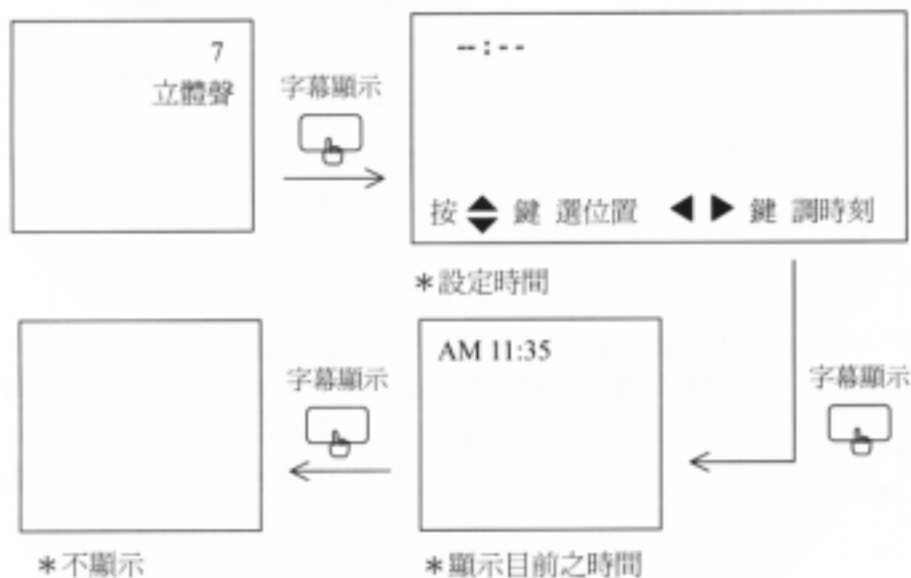 7
立體聲
字幕顯示
--:--
按 鍵 選位置 鍵 調時刻
*設定時間
字幕顯示
AM 11:35
*顯示目前之時間
字幕顯示
*不顯示